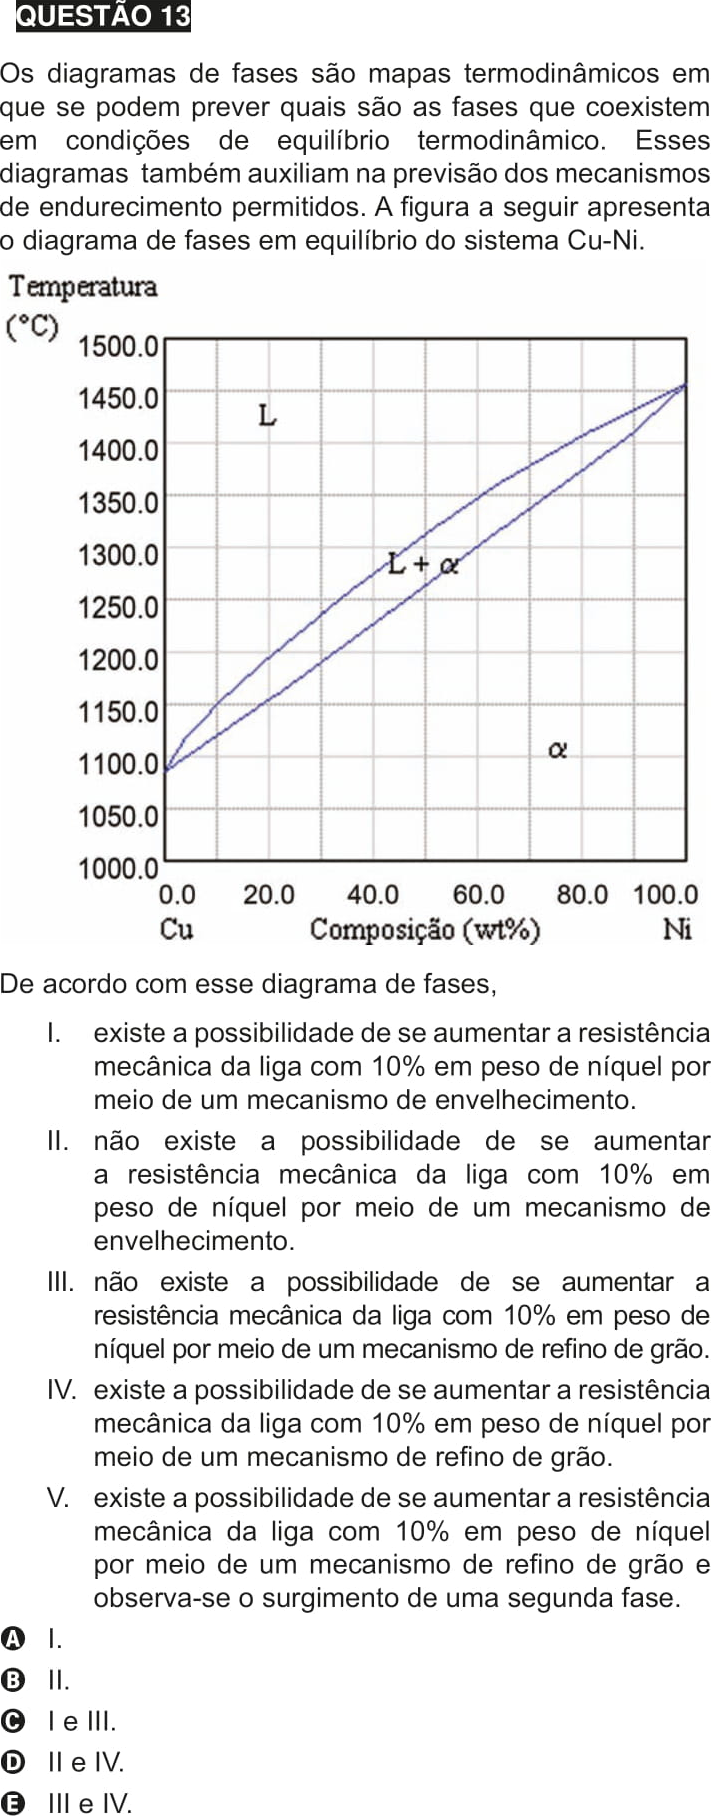 QUESTÃO 13
Os diagramas de fases são mapas termodinâmicos em
que se podem prever quais são as fases que coexistem
em condições de equilíbrio termodinâmico. Esses
diagramas também auxiliam na previsão dos mecanismos
de endurecimento permitidos. A figura a seguir apresenta
o diagrama de fases em equilíbrio do sistema Cu-Ni.
Temperatura
(°C)
1500.0
1450.0
L
1400.0
1350.0
1300.0
L + α
1250.0
1200.0
1150.0
α
1100.0
1050.0
1000.0
0.0 20.0 40.0 60.0 80.0 100.0
Cu Composição (wt%) Ni
De acordo com esse diagrama de fases,
I. existe a possibilidade de se aumentar a resistência
mecânica da liga com 10% em peso de níquel por
meio de um mecanismo de envelhecimento.
II. não existe a possibilidade de se aumentar
a resistência mecânica da liga com 10% em
peso de níquel por meio de um mecanismo de
envelhecimento.
III. não existe a possibilidade de se aumentar a
resistência mecânica da liga com 10% em peso de
níquel por meio de um mecanismo de refino de grão.
IV. existe a possibilidade de se aumentar a resistência
mecânica da liga com 10% em peso de níquel por
meio de um mecanismo de refino de grão.
V. existe a possibilidade de se aumentar a resistência
mecânica da liga com 10% em peso de níquel
por meio de um mecanismo de refino de grão e
observa-se o surgimento de uma segunda fase.
A I.
B II.
C I e III.
D II e IV.
E III e IV.